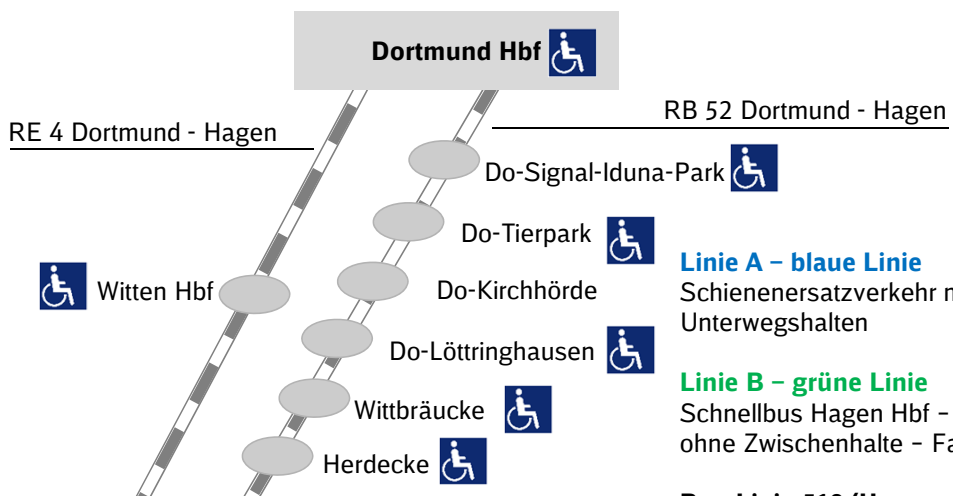 Dortmund Hbf
RE 4 Dortmund - Hagen
RB 52 Dortmund - Hagen
Do-Signal-Iduna-Park
Do-Tierpark
Witten Hbf
Do-Kirchhörde
Do-Löttringhausen
Wittbräucke
Herdecke
Linie A – blaue Linie
Schienenersatzverkehr
Unterwegshalten
Linie B – grüne Linie
Schnellbus Hagen Hbf –
ohne Zwischenhalte –